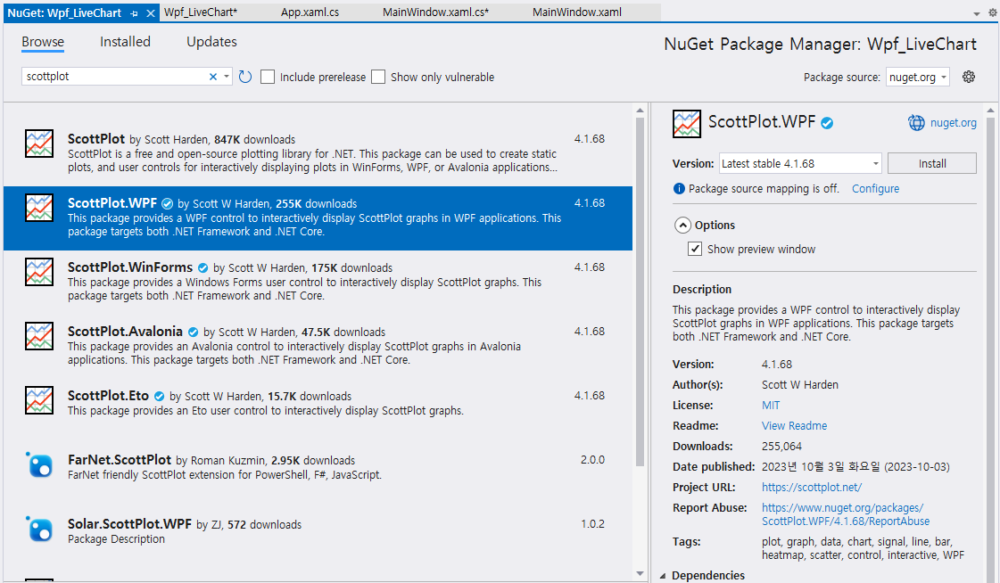 NuGet: Wpf_LiveChart
Wpf_LiveChart*
App.xaml.cs
MainWindow.xaml.cs*
MainWindow.xaml
Browse
Installed
Updates
NuGet Package Manager: Wpf_LiveChart
scottplot
Include prerelease
Show only vulnerable
Package source:
nuget.org
ScottPlot by Scott Harden, 847K downloads
4.1.68
ScottPlot is a free and open-source plotting library for .NET. This package can be used to create static
plots, and user controls for interactively displaying plots in WinForms, WPF, or Avalonia applications...
ScottPlot.WPF by Scott W Harden, 255K downloads
4.1.68
This package provides a WPF control to interactively display ScottPlot graphs in WPF applications. This
package targets both .NET Framework and .NET Core.
ScottPlot.WinForms by Scott W Harden, 175K downloads
4.1.68
This package provides a Windows Forms user control to interactively display ScottPlot graphs. This
package targets both .NET Framework and .NET Core.
ScottPlot.Avalonia by Scott W Harden, 47.5K downloads
4.1.68
This package provides an Avalonia control to interactively display ScottPlot graphs in Avalonia
applications. This package targets both .NET Framework and .NET Core.
ScottPlot.Eto by Scott W Harden, 15.7K downloads
4.1.68
This package provides an Eto user control to interactively display ScottPlot graphs.
FarNet.ScottPlot by Roman Kuzmin, 2.95K downloads
2.0.0
FarNet friendly ScottPlot extension for PowerShell, F#, JavaScript.
Solar.ScottPlot.WPF by ZJ, 572 downloads
1.0.2
Package Description
ScottPlot.WPF
nuget.org
Version:
Latest stable 4.1.68
Install
Package source mapping is off. Configure
Options
Show preview window
Description
This package provides a WPF control to interactively display
ScottPlot graphs in WPF applications. This package targets
both .NET Framework and .NET Core.
Version: 4.1.68
Author(s): Scott W Harden
License: MIT
Readme: View Readme
Downloads: 255,064
Date published: 2023년 10월 3일 화요일 (2023-10-03)
Project URL: https://scottplot.net/
Report Abuse: https://www.nuget.org/packages/
ScottPlot.WPF/4.1.68/ReportAbuse
Tags: plot, graph, data, chart, signal, line, bar,
heatmap, scatter, control, interactive, WPF
Dependencies